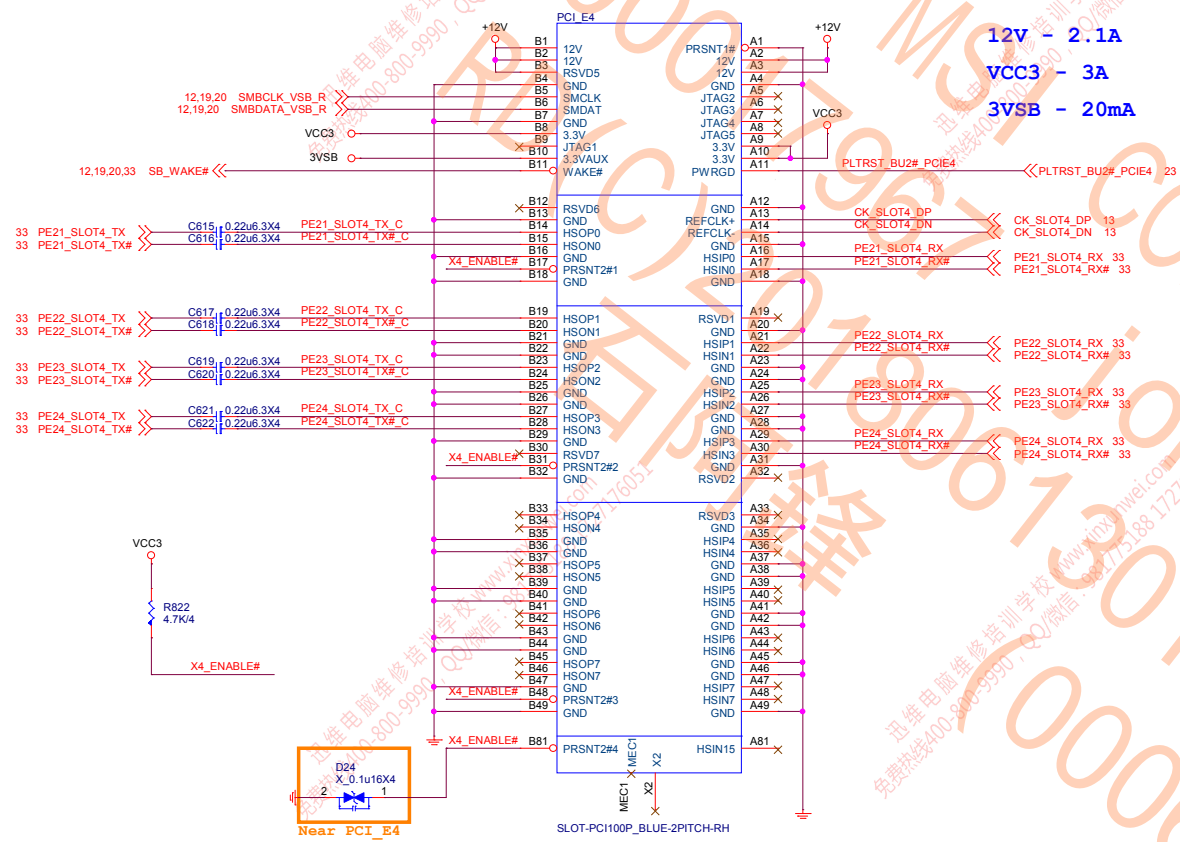 PCI_E4
+12V
+12V
12V - 2.1A
VCC3 - 3A
3VSB - 20mA
B1 12V PRSNT1# A1
B2 12V 12V A2
B3 RSVD5 12V A3
B4 GND GND A4
12,19,20 SMBCLK_VSB_R B5 SMCLK JTAG2 A5
12,19,20 SMBDATA_VSB_R B6 SMDAT JTAG3 A6
B7 GND JTAG4 A7
VCC3 B8 3.3V JTAG5 A8 VCC3
B9 JTAG1 3.3V A9
3VSB B10 3.3VAUX 3.3V A10
12,19,20,33 SB_WAKE# B11 WAKE# PWRGD A11 PLTRST_BU2#_PCIE4 PLTRST_BU2#_PCIE4 23
B12 RSVD6 GND A12
B13 GND REFCLK+ A13 CK_SLOT4_DP CK_SLOT4_DP 13
33 PE21_SLOT4_TX C615 0.22u6.3X4 PE21_SLOT4_TX_C B14 HSOP0 REFCLK- A14 CK_SLOT4_DN CK_SLOT4_DN 13
33 PE21_SLOT4_TX# C616 0.22u6.3X4 PE21_SLOT4_TX#_C B15 HSON0 GND A15
B16 GND HSIP0 A16 PE21_SLOT4_RX PE21_SLOT4_RX 33
X4_ENABLE# B17 PRSNT2#1 HSIN0 A17 PE21_SLOT4_RX# PE21_SLOT4_RX# 33
B18 GND GND A18
33 PE22_SLOT4_TX C617 0.22u6.3X4 PE22_SLOT4_TX_C B19 HSOP1 RSVD1 A19
33 PE22_SLOT4_TX# C618 0.22u6.3X4 PE22_SLOT4_TX#_C B20 HSON1 GND A20
B21 GND HSIP1 A21 PE22_SLOT4_RX PE22_SLOT4_RX 33
B22 GND HSIN1 A22 PE22_SLOT4_RX# PE22_SLOT4_RX# 33
33 PE23_SLOT4_TX C619 0.22u6.3X4 PE23_SLOT4_TX_C B23 HSOP2 GND A23
33 PE23_SLOT4_TX# C620 0.22u6.3X4 PE23_SLOT4_TX#_C B24 HSON2 GND A24
B25 GND HSIP2 A25 PE23_SLOT4_RX PE23_SLOT4_RX 33
B26 GND HSIN2 A26 PE23_SLOT4_RX# PE23_SLOT4_RX# 33
33 PE24_SLOT4_TX C621 0.22u6.3X4 PE24_SLOT4_TX_C B27 HSOP3 GND A27
33 PE24_SLOT4_TX# C622 0.22u6.3X4 PE24_SLOT4_TX#_C B28 HSON3 GND A28
B29 GND HSIP3 A29 PE24_SLOT4_RX PE24_SLOT4_RX 33
B30 RSVD7 HSIN3 A30 PE24_SLOT4_RX# PE24_SLOT4_RX# 33
X4_ENABLE# B31 PRSNT2#2 GND A31
B32 GND RSVD2 A32
B33 HSOP4 RSVD3 A33
B34 HSON4 GND A34
B35 GND HSIP4 A35
B36 GND HSIN4 A36
B37 HSOP5 GND A37
B38 HSON5 GND A38
B39 GND HSIP5 A39
B40 GND HSIN5 A40
B41 HSOP6 GND A41
B42 HSON6 GND A42
B43 GND HSIP6 A43
B44 GND HSIN6 A44
B45 HSOP7 GND A45
B46 HSON7 GND A46
B47 GND HSIP7 A47
X4_ENABLE# B48 PRSNT2#3 HSIN7 A48
B49 GND GND A49
X4_ENABLE# B81 PRSNT2#4 HSIN15 A81
MEC1 X2
MEC1 X2
SLOT-PCI100P_BLUE-2PITCH-RH
VCC3
R822
4.7K/4
X4_ENABLE#
D24
X_0.1u16X4
2 1
Near PCI_E4
石阿鋒